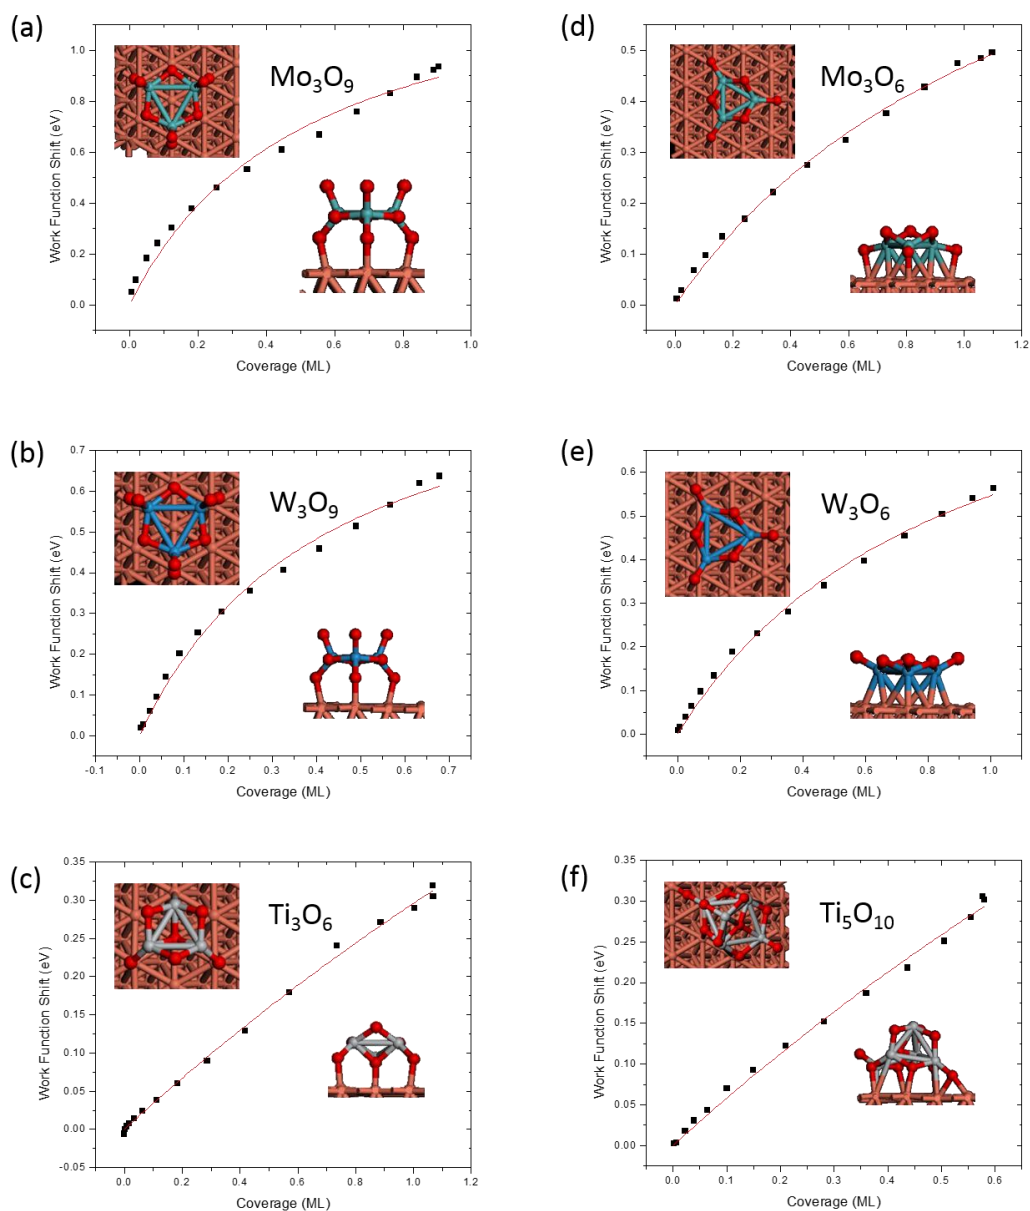 (a)
Mo3O9
Work Function Shift (eV)
1.0
0.8
0.6
0.4
0.2
0.0
0.0 0.2 0.4 0.6 0.8 1.0
Coverage (ML)
(d)
Mo3O6
Work Function Shift (eV)
0.5
0.4
0.3
0.2
0.1
0.0
0.0 0.2 0.4 0.6 0.8 1.0 1.2
Coverage (ML)
(b)
W3O9
Work Function Shift (eV)
0.7
0.6
0.5
0.4
0.3
0.2
0.1
0.0
-0.1 0.0 0.1 0.2 0.3 0.4 0.5 0.6 0.7 0.8
Coverage (ML)
(e)
W3O6
Work Function Shift (eV)
0.6
0.5
0.4
0.3
0.2
0.1
0.0
0.0 0.2 0.4 0.6 0.8 1.0
Coverage (ML)
(c)
Ti3O6
Work Function Shift (eV)
0.35
0.30
0.25
0.20
0.15
0.10
0.05
0.00
-0.05
0.0 0.2 0.4 0.6 0.8 1.0 1.2
Coverage (ML)
(f)
Ti5O10
Work Function Shift (eV)
0.35
0.30
0.25
0.20
0.15
0.10
0.05
0.00
0.0 0.1 0.2 0.3 0.4 0.5 0.6
Coverage (ML)